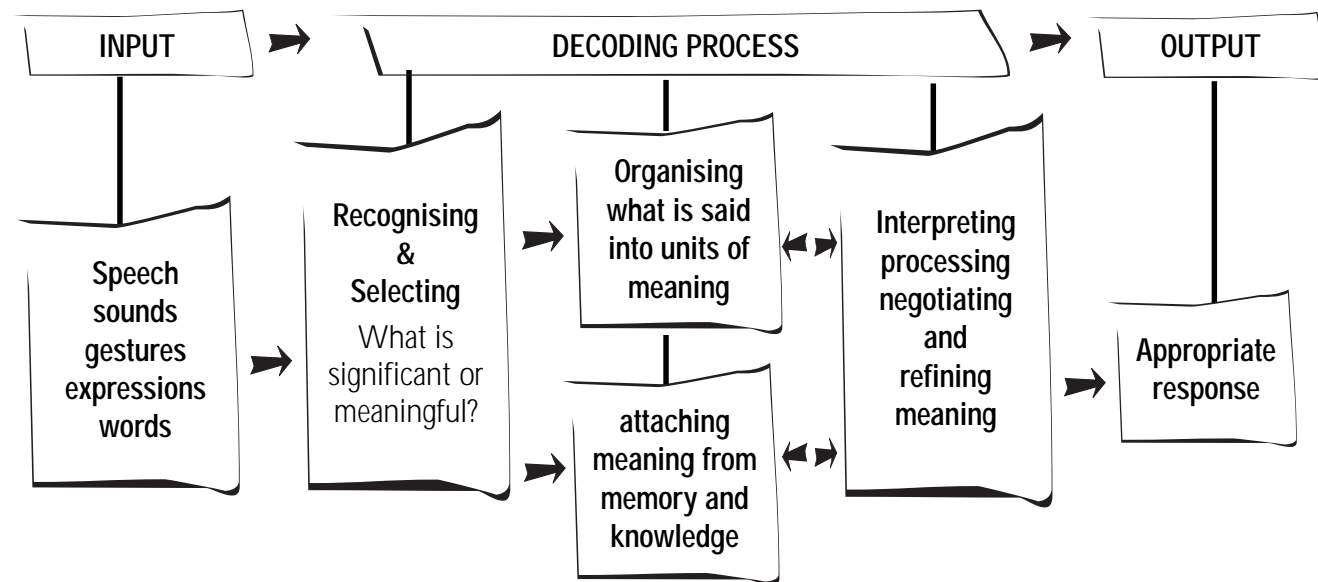 INPUT
DECODING PROCESS
OUTPUT
Speech
sounds
gestures
expressions
words
Recognising
&
Selecting
What is
significant or
meaningful?
Organising
what is said
into units of
meaning
attaching
meaning from
memory and
knowledge
Interpreting
processing
negotiating
and
refining
meaning
Appropriate
response